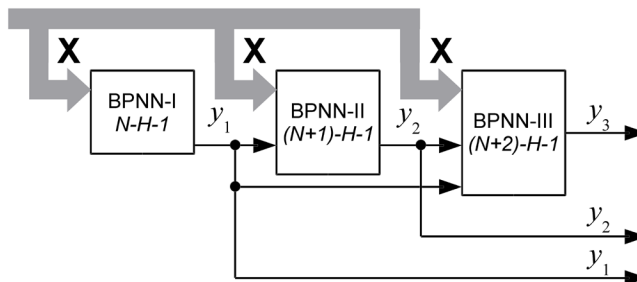 X X X
BPNN-I
N-H-1
y1
BPNN-II
(N+1)-H-1
y2
BPNN-III
(N+2)-H-1
y3
y2
y1